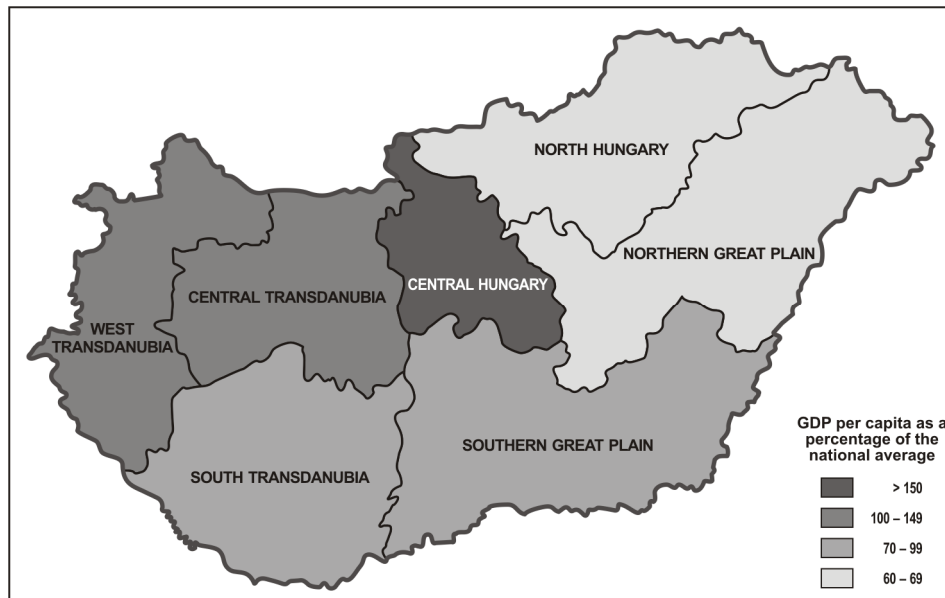 NORTH HUNGARY
NORTHERN GREAT PLAIN
CENTRAL HUNGARY
CENTRAL TRANSDANUBIA
WEST
TRANSDANUBIA
SOUTHERN GREAT PLAIN
SOUTH TRANSDANUBIA
GDP per capita as a
percentage of the
national average
> 150
100 – 149
70 – 99
60 – 69